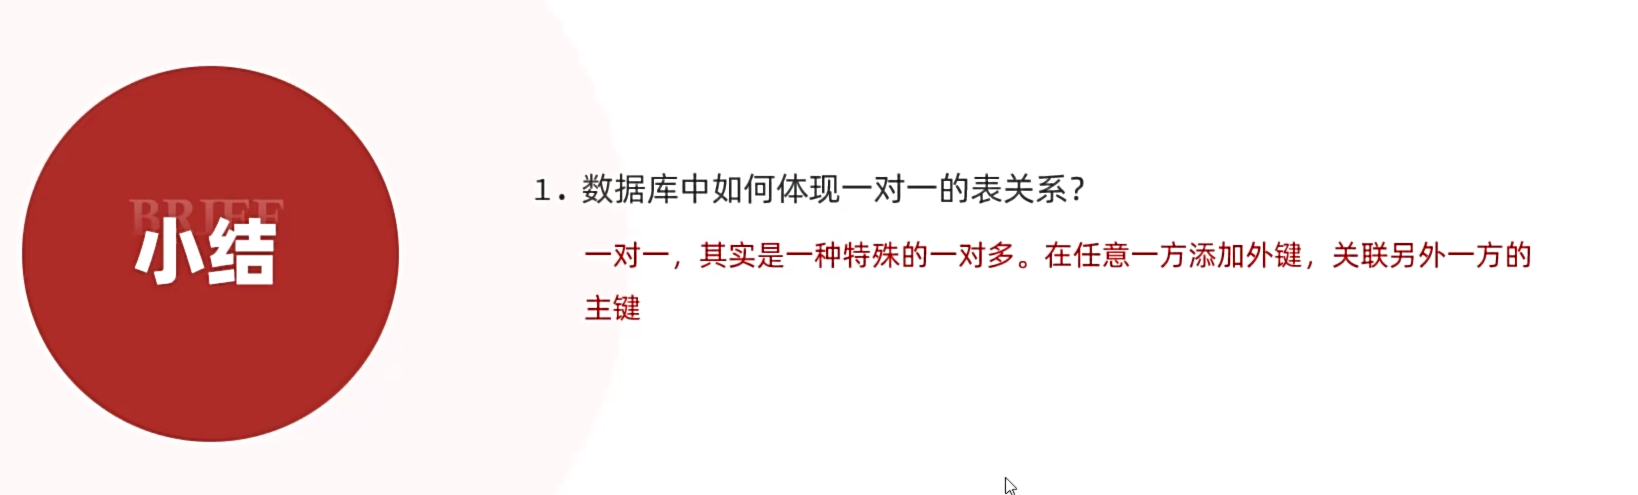 BRIEF
小结
1. 数据库中如何体现一对一的表关系?
一对一，其实是一种特殊的一对多。在任意一方添加外键，关联另外一方的
主键